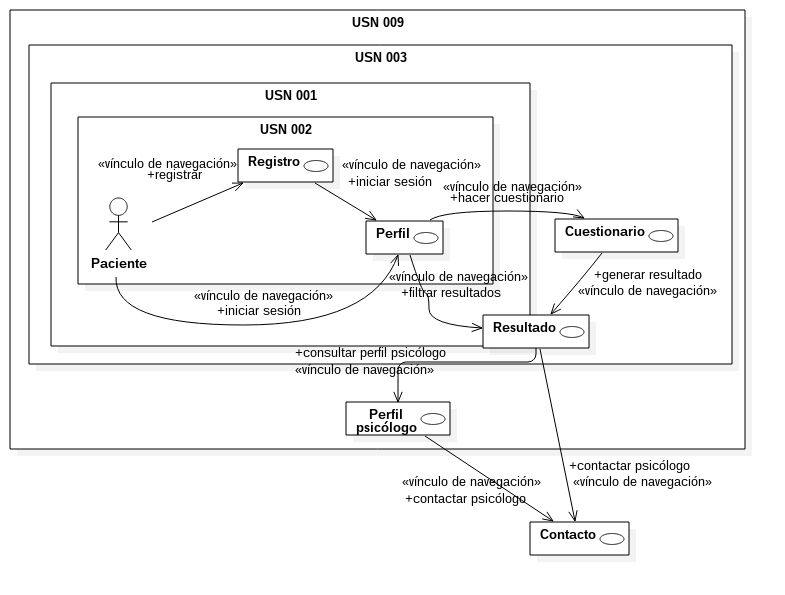 USN 009
USN 003
USN 001
USN 002
«vínculo de navegación»
+registrar
Registro
«vínculo de navegación»
+iniciar sesión
«vínculo de navegación»
+hacer cuestionario
Paciente
Perfil
Cuestionario
«vínculo de navegación»
+filtrar resultados
+generar resultado
«vínculo de navegación»
«vínculo de navegación»
+iniciar sesión
Resultado
+consultar perfil psicólogo
«vínculo de navegación»
Perfil
psicólogo
«vínculo de navegación»
+contactar psicólogo
+contactar psicólogo
«vínculo de navegación»
Contacto